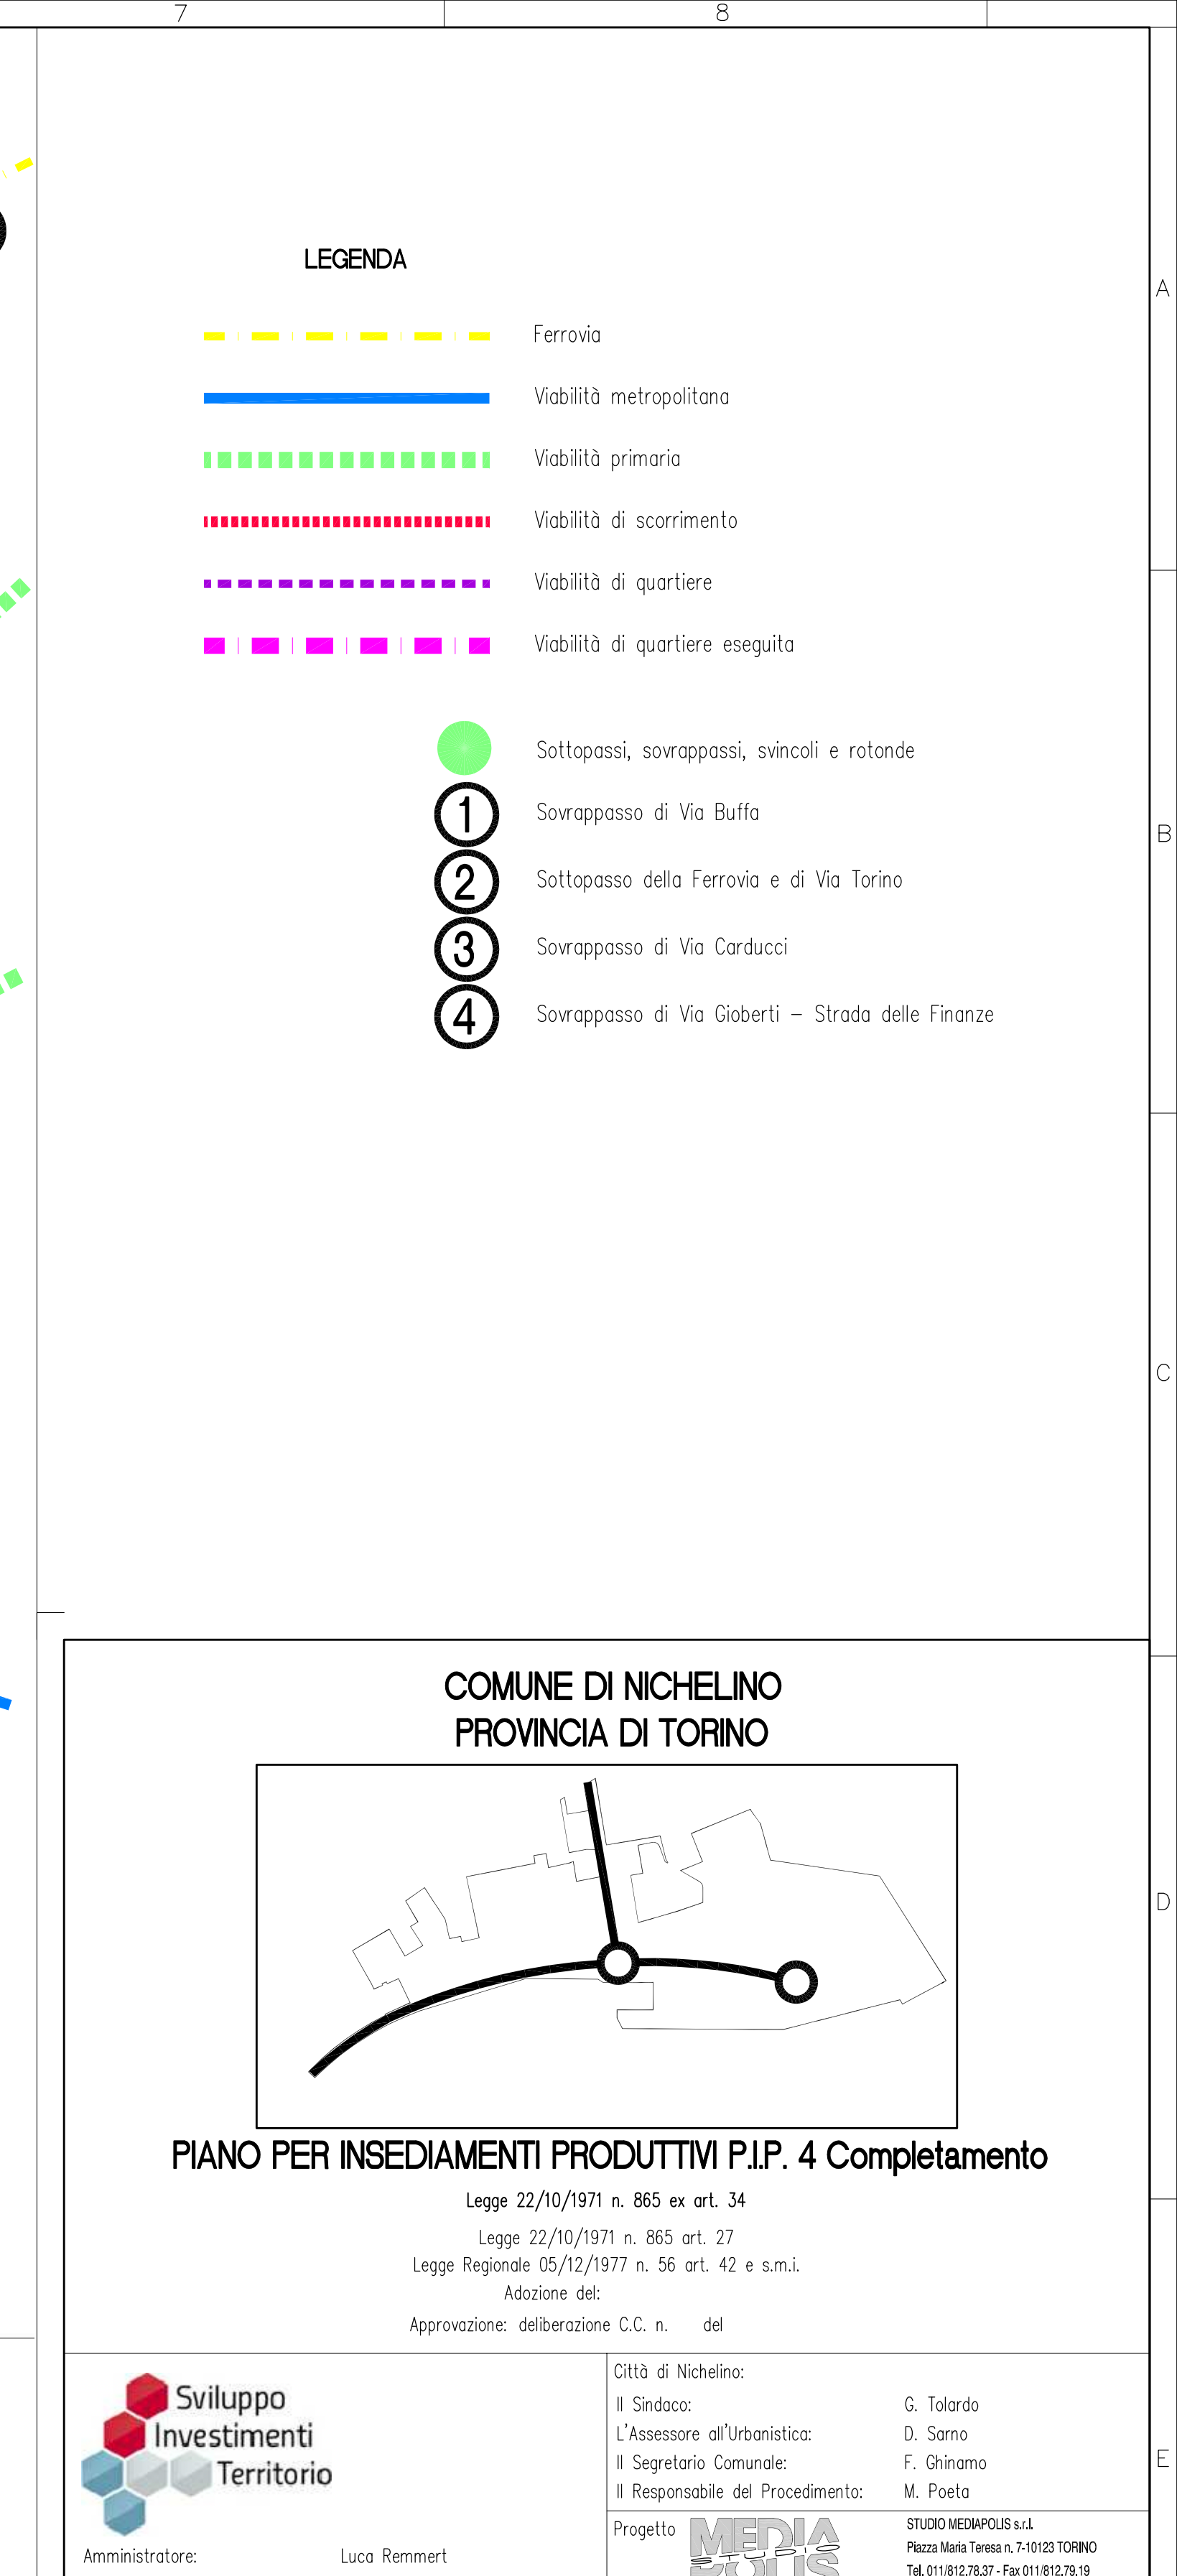 7
8
LEGENDA
A
Ferrovia
Viabilità metropolitana
Viabilità primaria
Viabilità di scorrimento
Viabilità di quartiere
Viabilità di quartiere eseguita
Sottopassi, sovrappassi, svincoli e rotonde
1 Sovrappasso di Via Buffa
B
2 Sottopasso della Ferrovia e di Via Torino
3 Sovrappasso di Via Carducci
4 Sovrappasso di Via Gioberti – Strada delle Finanze
C
COMUNE DI NICHELINO
PROVINCIA DI TORINO
D
PIANO PER INSEDIAMENTI PRODUTTIVI P.I.P. 4 Completamento
Legge 22/10/1971 n. 865 ex art. 34
Legge 22/10/1971 n. 865 art. 27
Legge Regionale 05/12/1977 n. 56 art. 42 e s.m.i.
Adozione del:
Approvazione: deliberazione C.C. n. del
Sviluppo
Investimenti
Territorio
Amministratore: Luca Remmert
Città di Nichelino:
Il Sindaco: G. Tolardo
L'Assessore all'Urbanistica: D. Sarno
Il Segretario Comunale: F. Ghinamo
Il Responsabile del Procedimento: M. Poeta
E
Progetto
MEDIA
STUDIO
POLIS
STUDIO MEDIAPOLIS s.r.l.
Piazza Maria Teresa n. 7-10123 TORINO
Tel. 011/812.78.37 - Fax 011/812.79.19